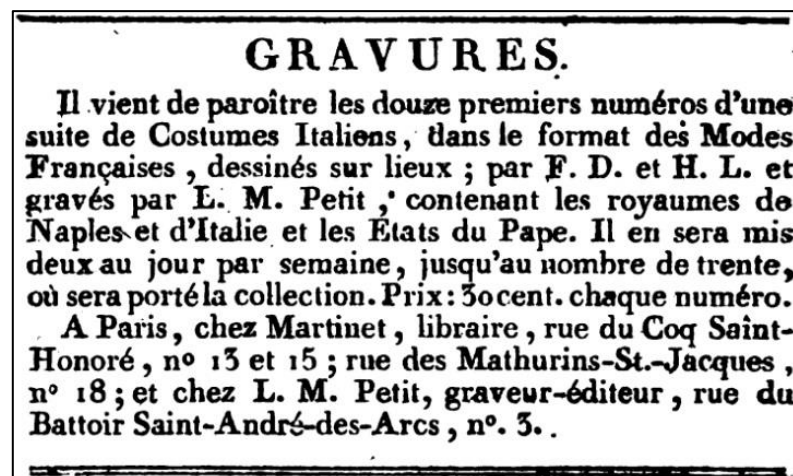 GRAVURES.
Il vient de paroître les douze premiers numéros d'une
suite de Costumes Italiens, dans le format des Modes
Françaises, dessinés sur lieux; par F. D. et H. L. et
gravés par L. M. Petit, contenant les royaumes de
Naples et d'Italie et les États du Pape. Il en sera mis
deux au jour par semaine, jusqu'au nombre de trente,
où sera porté la collection. Prix: 30 cent. chaque numéro.
A Paris, chez Martinet, libraire, rue du Coq Saint-
Honoré, nº 13 et 15; rue des Mathurins-St.-Jacques,
nº 18; et chez L. M. Petit, graveur-éditeur, rue du
Battoir Saint-André-des-Arcs, nº. 3.